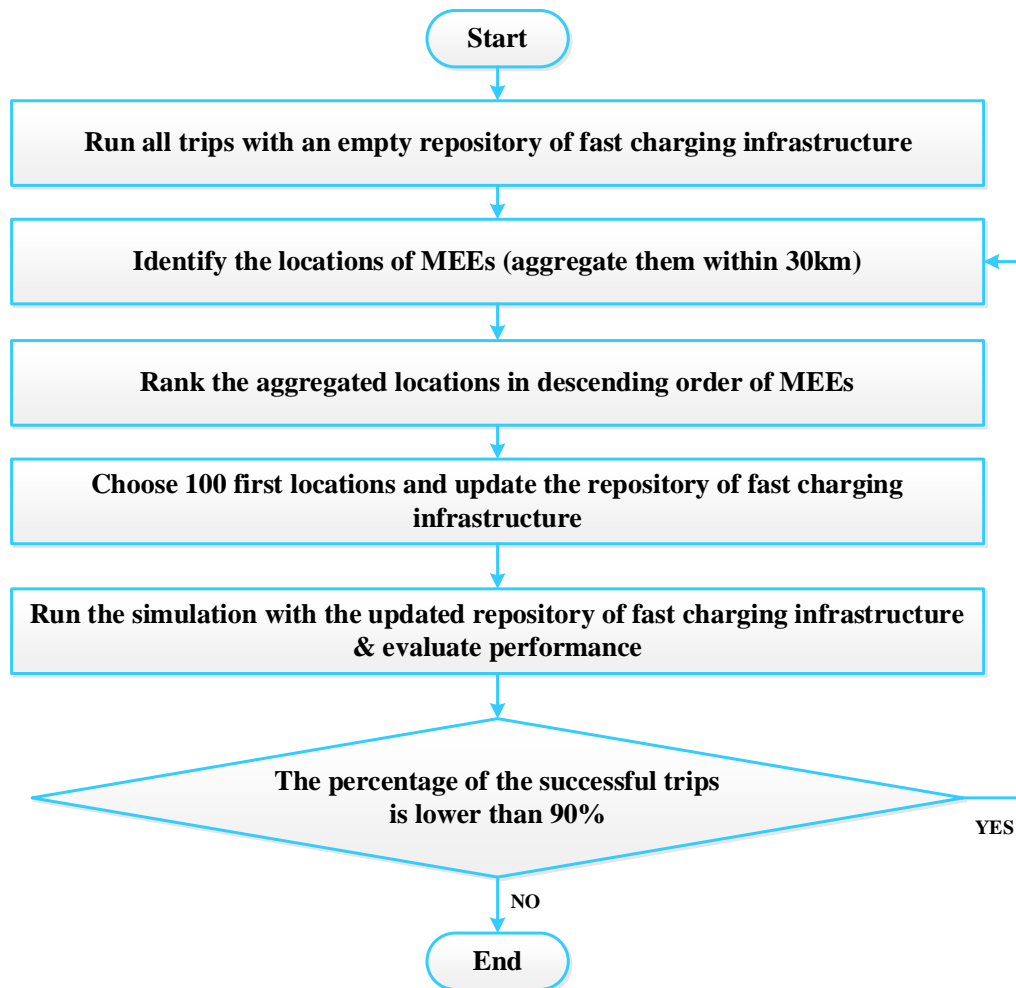 Start
Run all trips with an empty repository of fast charging infrastructure
Identify the locations of MEEs (aggregate them within 30km)
Rank the aggregated locations in descending order of MEEs
Choose 100 first locations and update the repository of fast charging
infrastructure
Run the simulation with the updated repository of fast charging infrastructure
& evaluate performance
The percentage of the successful trips
is lower than 90%
YES
NO
End